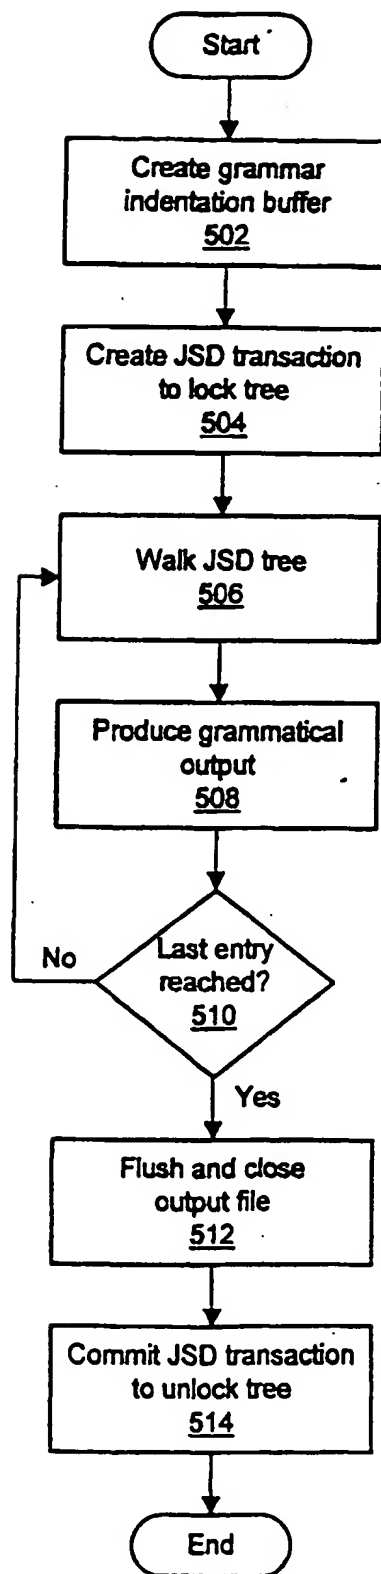 Start
Create grammar
indentation buffer
502
Create JSD transaction
to lock tree
504
Walk JSD tree
506
Produce grammatical
output
508
Last entry
reached?
510
No
Yes
Flush and close
output file
512
Commit JSD transaction
to unlock tree
514
End